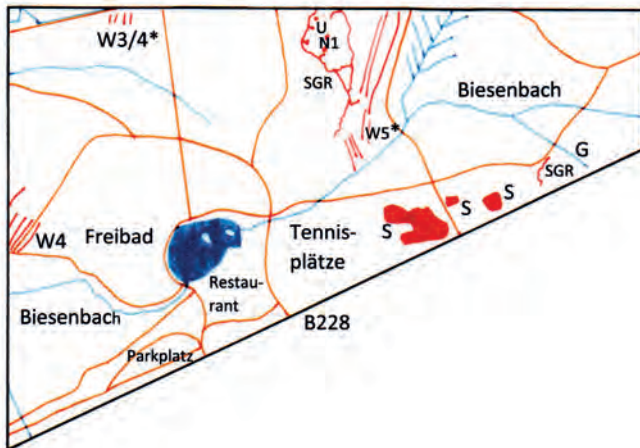 U
N1
W3/4*
SGR
Biesenbach
W5*
G
SGR
W4
Freibad
Tennis-
plätze
S
S
S
Restau-
rant
Biesenbach
B228
Parkplatz